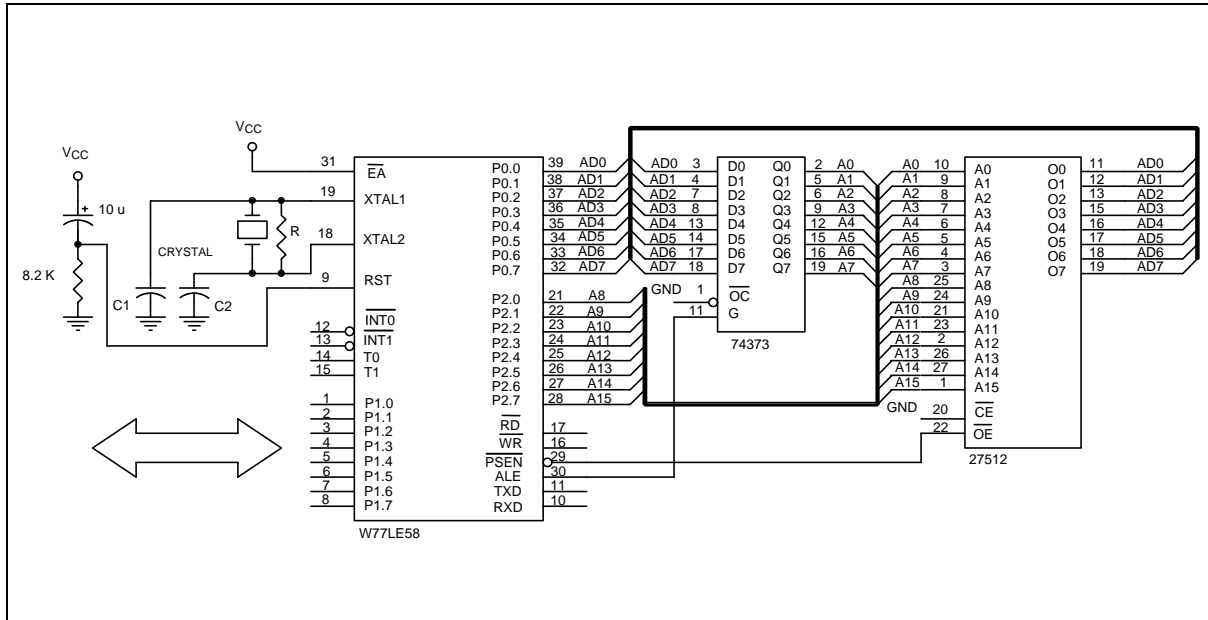 VCC
VCC
10 u
8.2 K
C1
C2
CRYSTAL
R
31
19
18
9
12
13
14
15
1
2
3
4
5
6
7
8
EA
XTAL1
XTAL2
RST
INT0
INT1
T0
T1
P1.0
P1.1
P1.2
P1.3
P1.4
P1.5
P1.6
P1.7
P0.0 39 AD0
P0.1 38 AD1
P0.2 37 AD2
P0.3 36 AD3
P0.4 35 AD4
P0.5 34 AD5
P0.6 33 AD6
P0.7 32 AD7
P2.0 21 A8
P2.1 22 A9
P2.2 23 A10
P2.3 24 A11
P2.4 25 A12
P2.5 26 A13
P2.6 27 A14
P2.7 28 A15
RD 17
WR 16
PSEN 29
ALE 30
TXD 11
RXD 10
W77LE58
AD0 3 D0 Q0 2 A0
AD1 4 D1 Q1 5 A1
AD2 7 D2 Q2 6 A2
AD3 8 D3 Q3 9 A3
AD4 13 D4 Q4 12 A4
AD5 14 D5 Q5 15 A5
AD6 17 D6 Q6 16 A6
AD7 18 D7 Q7 19 A7
GND 1 OC
11 G
74373
A0 10 A0 O0 11 AD0
A1 9 A1 O1 12 AD1
A2 8 A2 O2 13 AD2
A3 7 A3 O3 15 AD3
A4 6 A4 O4 16 AD4
A5 5 A5 O5 17 AD5
A6 4 A6 O6 18 AD6
A7 3 A7 O7 19 AD7
A8 25 A8
A9 24 A9
A10 21 A10
A11 23 A11
A12 2 A12
A13 26 A13
A14 27 A14
A15 1 A15
GND 20 CE
22 OE
27512